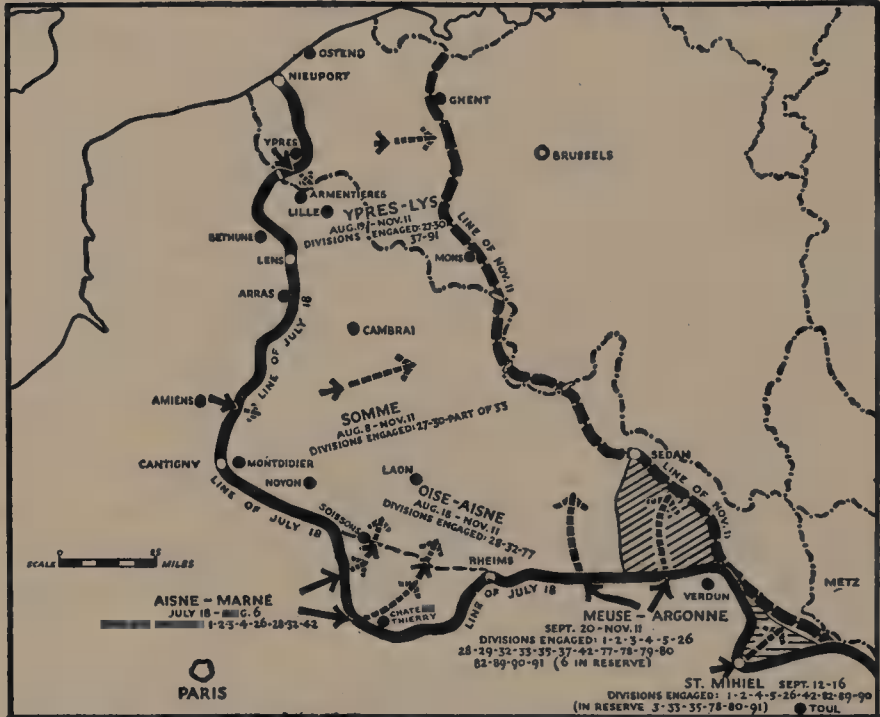 OSTEND
NIEUPORT
GHENT
YPRES
BRUSSELS
ARMENTIERES
LILLE
YPRES-LYS
AUG. 19 - NOV. 11
DIVISIONS ENGAGED: 27-30
37-91
BETHUNE
LENS
MONS
LINE OF NOV. 11
ARRAS
LINE OF JULY 18
CAMBRAI
AMIENS
SOMME
AUG. 8 - NOV. 11
DIVISIONS ENGAGED: 27-30-PART OF 33
CANTIGNY
MONTDIDIER
NOYON
LAON
SEDAN
LINE OF NOV. 11
LINE OF JULY 18
OISE-AISNE
AUG. 18 - NOV. 11
DIVISIONS ENGAGED: 28-32-77
SOISSONS
RHEIMS
SCALE
MILES
LINE OF JULY 18
VERDUN
METZ
AISNE - MARNE
JULY 18 - 6
1-2-3-4-26-28-32-42
THIERRY
MEUSE-ARGONNE
SEPT. 20 - NOV. 11
DIVISIONS ENGAGED: 1-2-3-4-5-26
28-29-32-33-35-37-42-77-78-79-80
82-89-90-91 (6 IN RESERVE)
PARIS
ST. MIHIEL SEPT. 12-16
DIVISIONS ENGAGED: 1-2-4-5-26-42-82-89-90
(IN RESERVE 3-33-35-78-80-91)
TOUL